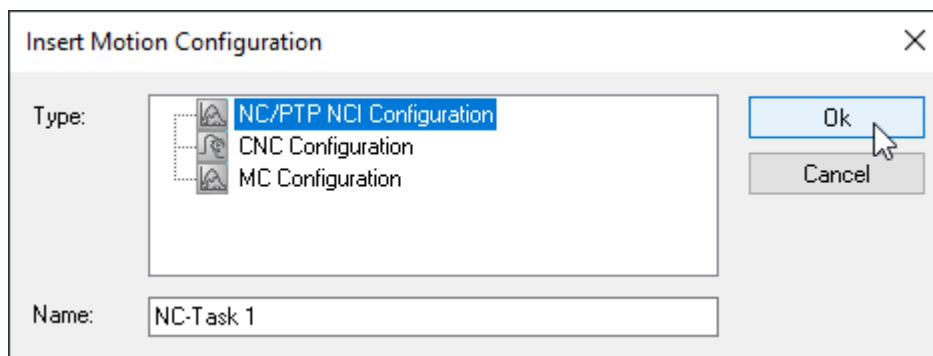 Insert Motion Configuration
Type:
NC/PTP NCI Configuration
Ok
CNC Configuration
MC Configuration
Cancel
Name:
NC-Task 1